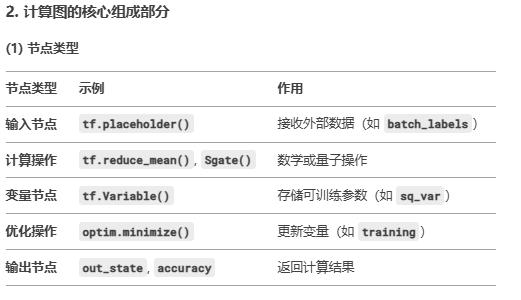 2. 计算图的核心组成部分
(1) 节点类型
节点类型 示例 作用
输入节点 tf.placeholder() 接收外部数据（如 batch_labels）
计算操作 tf.reduce_mean(), Sgate() 数学或量子操作
变量节点 tf.Variable() 存储可训练参数（如 sq_var）
优化操作 optim.minimize() 更新变量（如 training）
输出节点 out_state, accuracy 返回计算结果